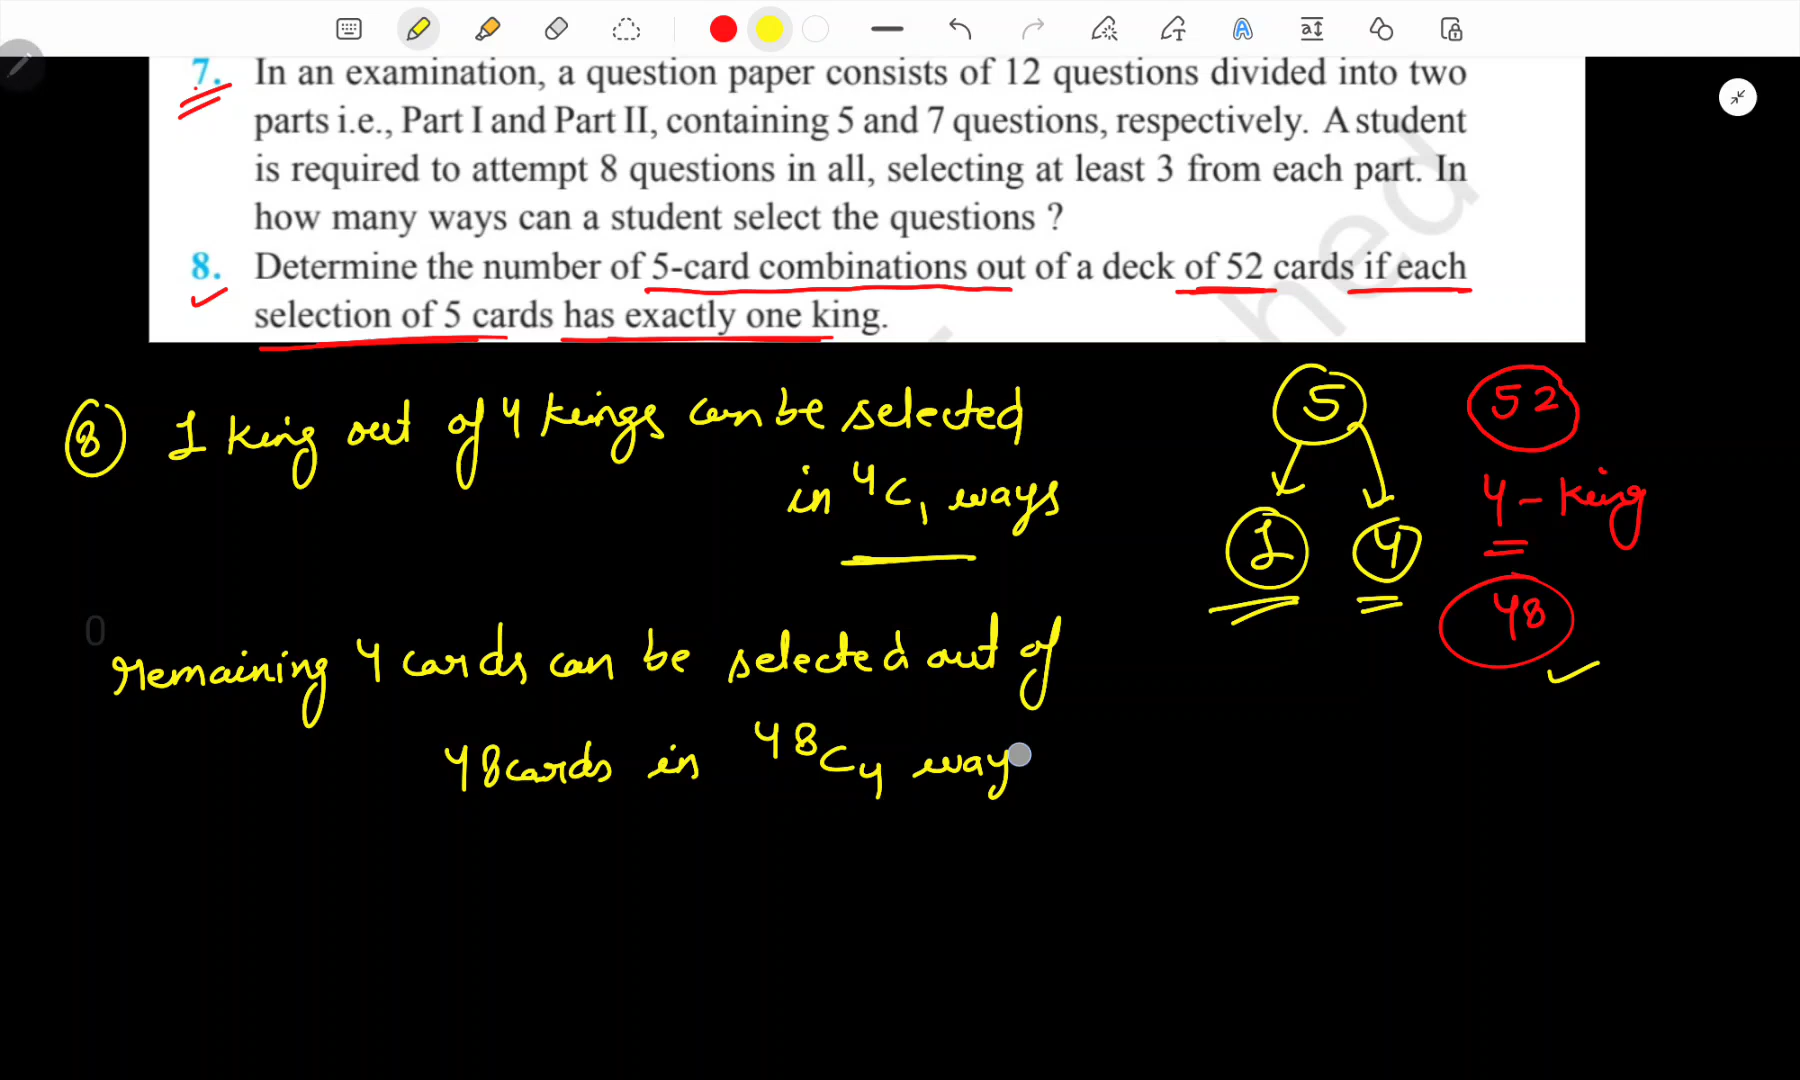 7. In an examination, a question paper consists of 12 questions divided into two
parts i.e., Part I and Part II, containing 5 and 7 questions, respectively. A student
is required to attempt 8 questions in all, selecting at least 3 from each part. In
how many ways can a student select the questions ?
8. Determine the number of 5-card combinations out of a deck of 52 cards if each
selection of 5 cards has exactly one king.
8 1 king out of 4 kings can be selected
in ⁴C₁ ways
remaining 4 cards can be selected out of
48 cards in ⁴⁸C₄ way
5
1 4
52
4 - king
48